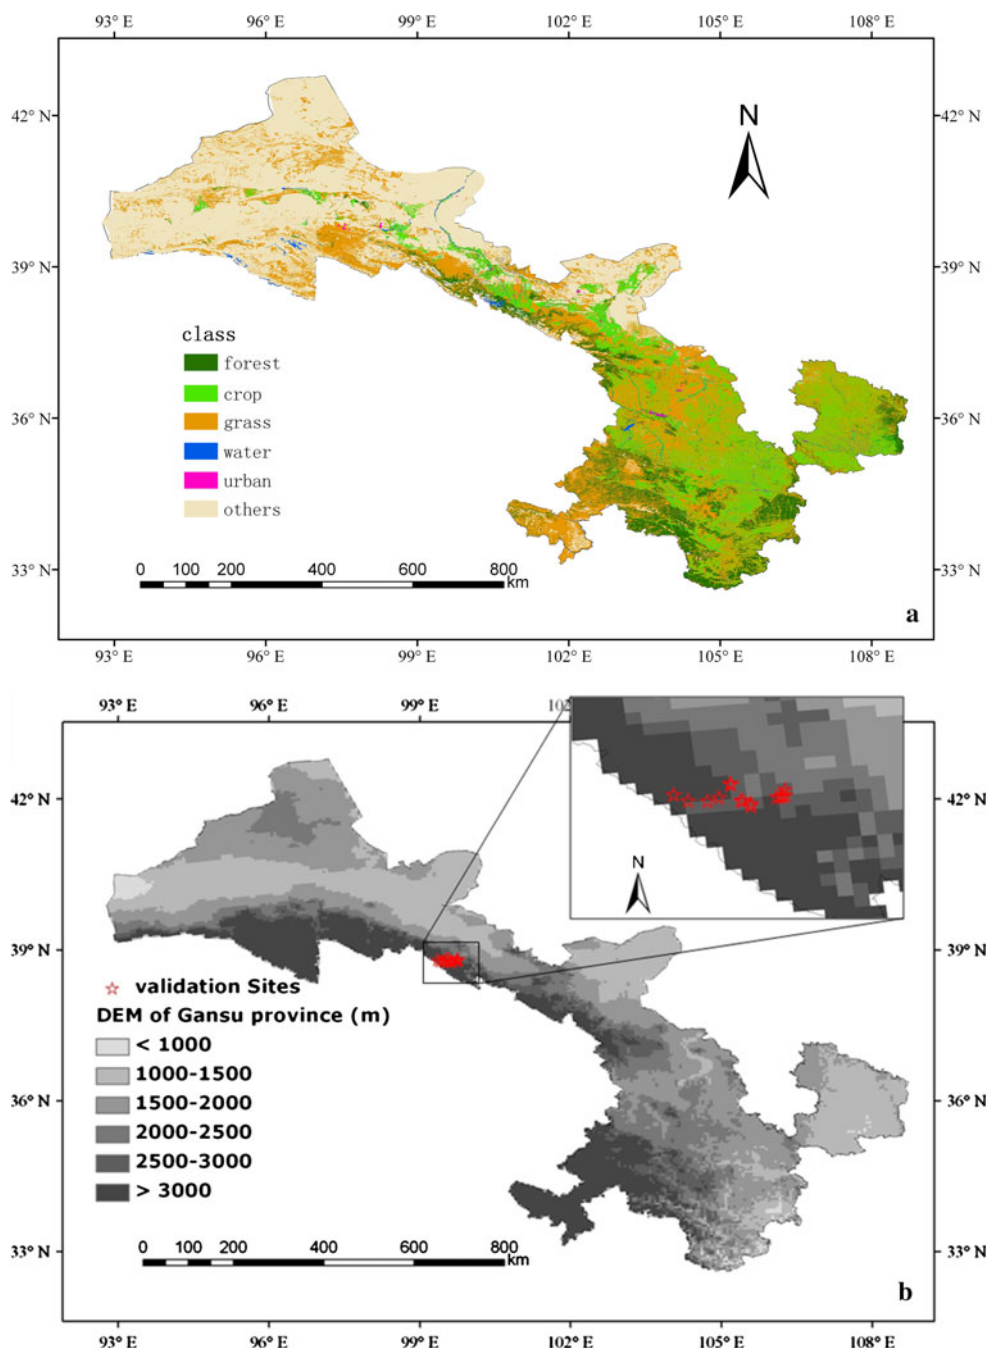 93° E 96° E 99° E 102° E 105° E 108° E
42° N 42° N
N
39° N 39° N
class
forest
crop
36° N 36° N
grass
water
urban
others
33° N 33° N
0 50 100 200 400 600 800
km
a
93° E 96° E 99° E 102° E 105° E 108° E
93° E 96° E 99° E
42° N 42° N
N
39° N 39° N
validation Sites
DEM of Gansu province (m)
< 1000
1000-1500
36° N 36° N
1500-2000
2000-2500
2500-3000
> 3000
33° N 33° N
0 100 200 400 600 800
km
b
93° E 96° E 99° E 102° E 105° E 108° E